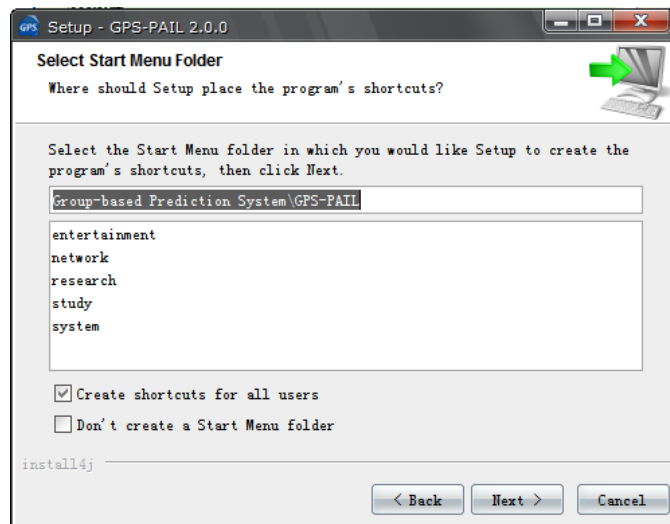 GPS
Setup - GPS-PAIL 2.0.0
Select Start Menu Folder
Where should Setup place the program's shortcuts?
Select the Start Menu folder in which you would like Setup to create the
program's shortcuts, then click Next.
Group-based Prediction System\GPS-PAIL
entertainment
network
research
study
system
Create shortcuts for all users
Don't create a Start Menu folder
install4j
< Back Next > Cancel